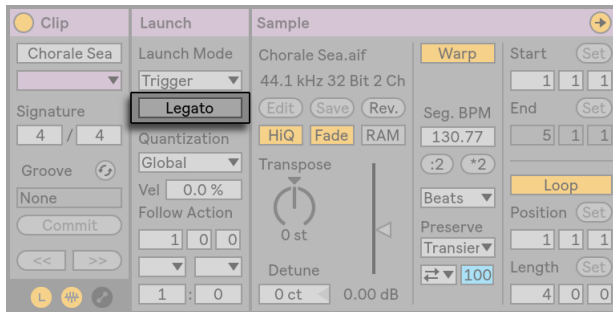 Clip
Chorale Sea
Signature
4 / 4
Groove
None
Commit
<< >>
L
Launch
Launch Mode
Trigger
Legato
Quantization
Global
Vel 0.0 %
Follow Action
1 0 0
1 : 0
Sample
Chorale Sea.aif
44.1 kHz 32 Bit 2 Ch
Edit Save Rev.
HiQ Fade RAM
Transpose
0 st
Detune
0 ct 0.00 dB
Warp
Seg. BPM
130.77
:2 *2
Beats
Preserve
Transier
100
Start Set
1 1 1
End Set
5 1 1
Loop
Position Set
1 1 1
Length Set
4 0 0